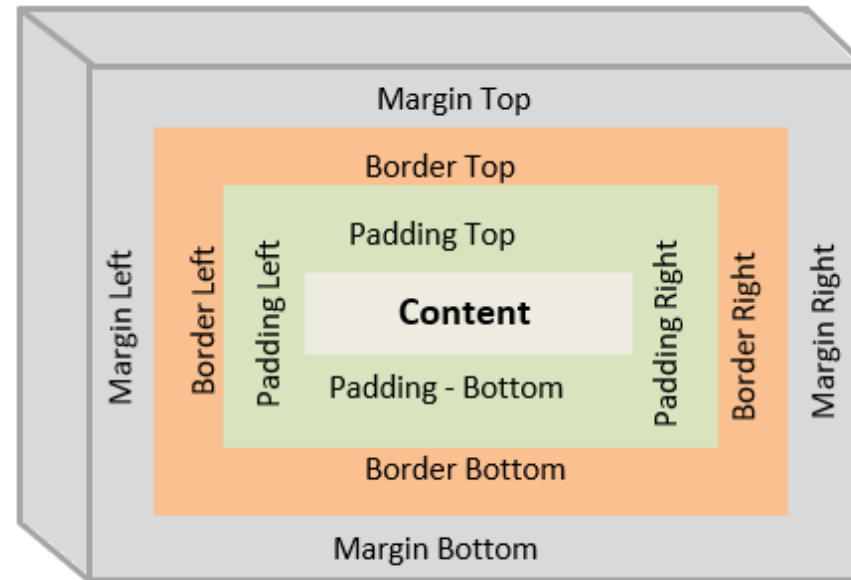 Margin Top
Border Top
Padding Top
Margin Left
Border Left
Padding Left
Content
Padding Right
Border Right
Margin Right
Padding - Bottom
Border Bottom
Margin Bottom